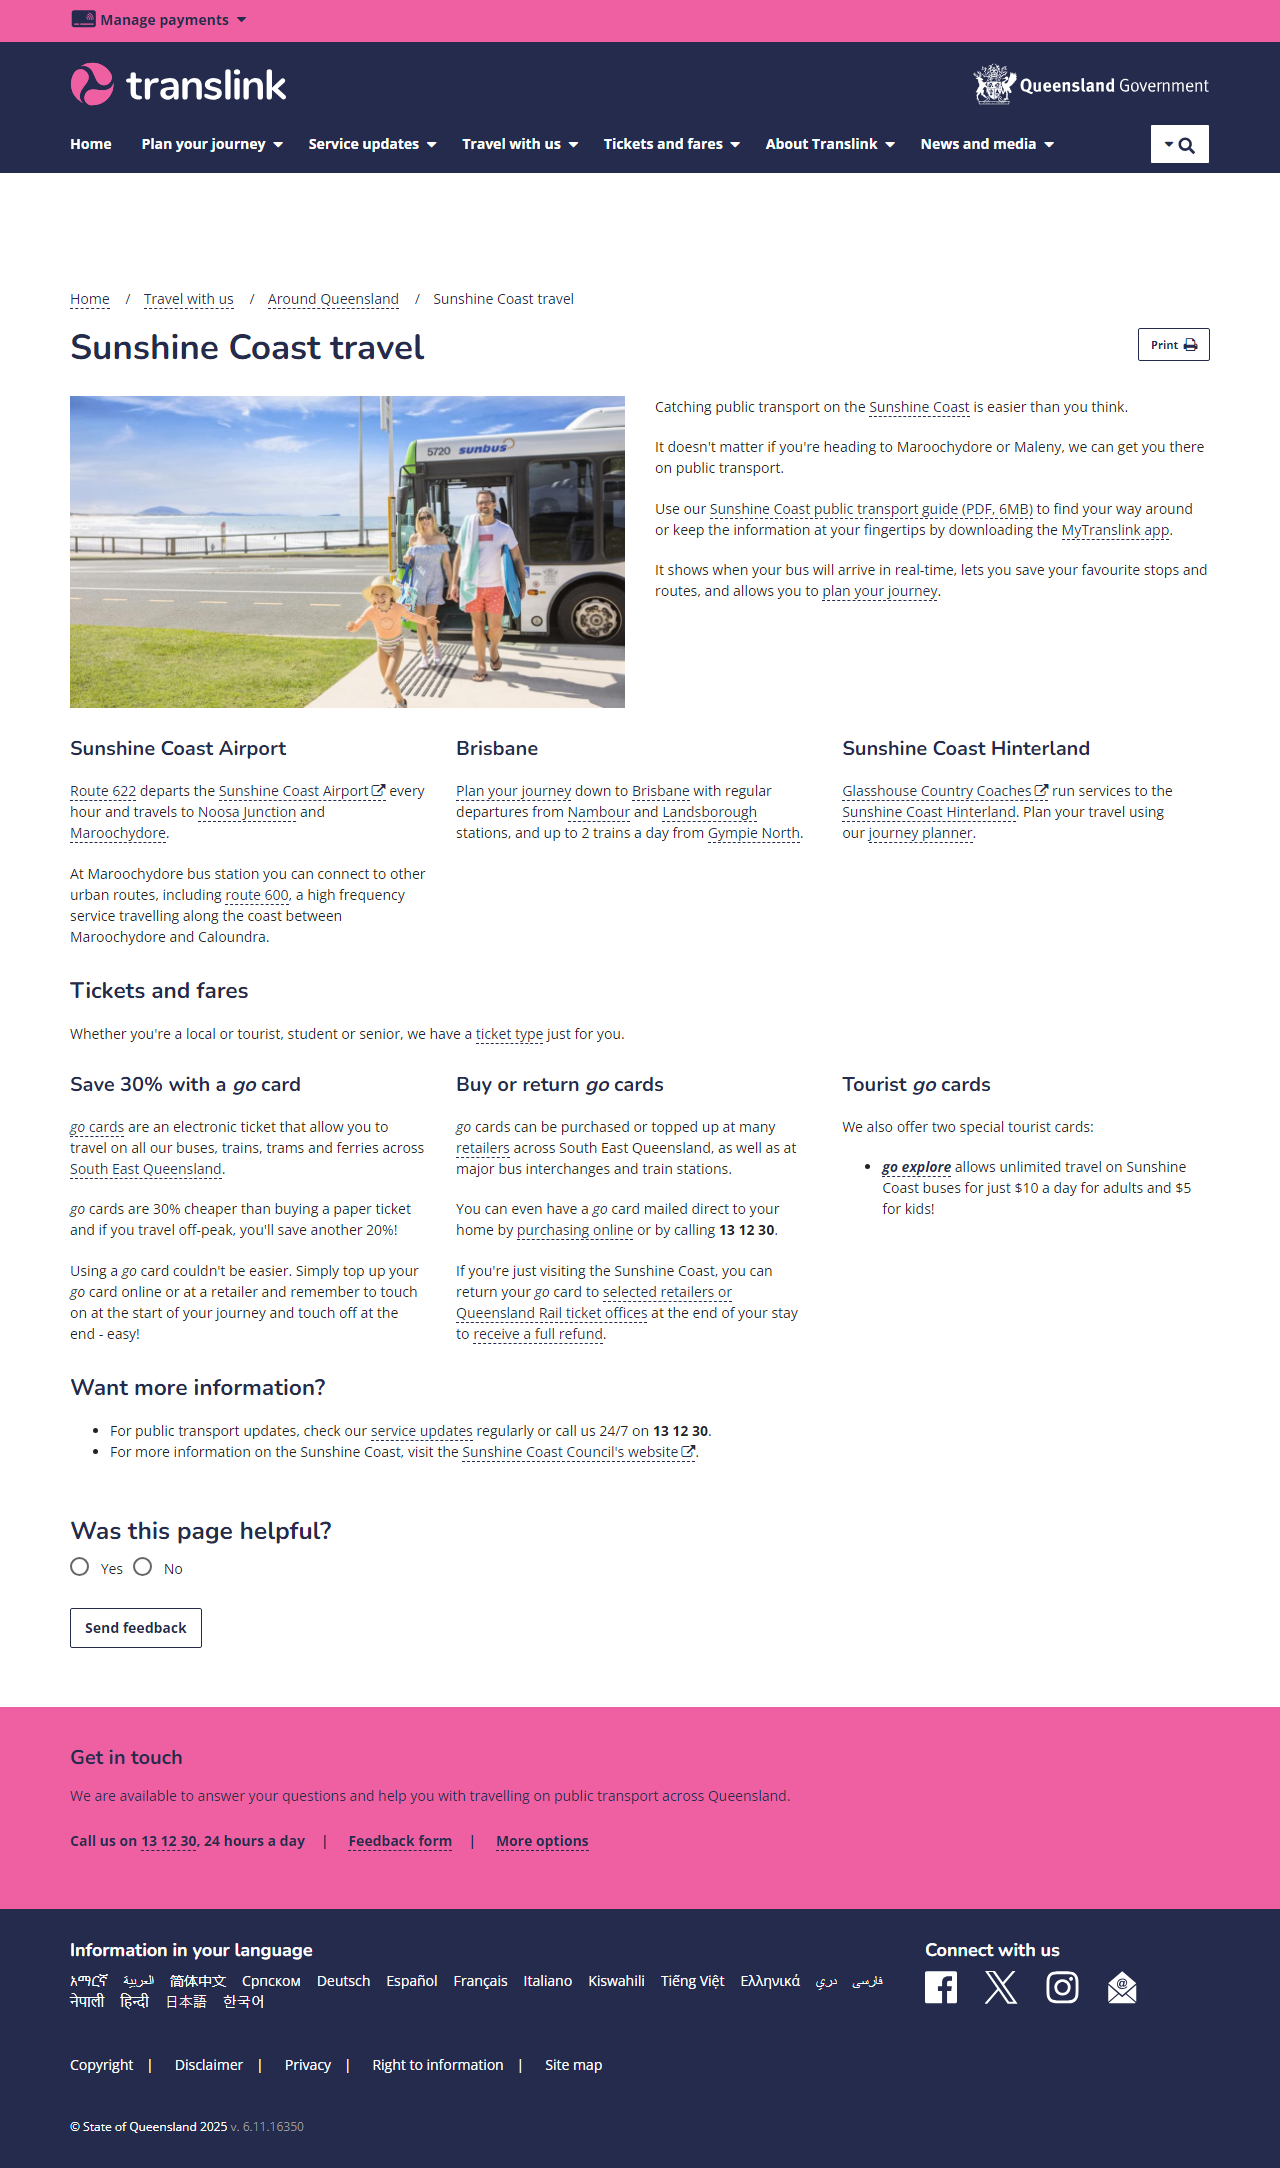 Manage payments
translink
Queensland Government
Home Plan your journey Service updates Travel with us Tickets and fares About Translink News and media
Home / Travel with us / Around Queensland / Sunshine Coast travel
Sunshine Coast travel
Print
5720 sunbus
Catching public transport on the Sunshine Coast is easier than you think.
It doesn't matter if you're heading to Maroochydore or Maleny, we can get you there
on public transport.
Use our Sunshine Coast public transport guide (PDF, 6MB) to find your way around
or keep the information at your fingertips by downloading the MyTranslink app.
It shows when your bus will arrive in real-time, lets you save your favourite stops and
routes, and allows you to plan your journey.
Sunshine Coast Airport
Route 622 departs the Sunshine Coast Airport every
hour and travels to Noosa Junction and
Maroochydore.
At Maroochydore bus station you can connect to other
urban routes, including route 600, a high frequency
service travelling along the coast between
Maroochydore and Caloundra.
Brisbane
Plan your journey down to Brisbane with regular
departures from Nambour and Landsborough
stations, and up to 2 trains a day from Gympie North.
Sunshine Coast Hinterland
Glasshouse Country Coaches run services to the
Sunshine Coast Hinterland. Plan your travel using
our journey planner.
Tickets and fares
Whether you're a local or tourist, student or senior, we have a ticket type just for you.
Save 30% with a go card
go cards are an electronic ticket that allow you to
travel on all our buses, trains, trams and ferries across
South East Queensland.
go cards are 30% cheaper than buying a paper ticket
and if you travel off-peak, you'll save another 20%!
Using a go card couldn't be easier. Simply top up your
go card online or at a retailer and remember to touch
on at the start of your journey and touch off at the
end - easy!
Buy or return go cards
go cards can be purchased or topped up at many
retailers across South East Queensland, as well as at
major bus interchanges and train stations.
You can even have a go card mailed direct to your
home by purchasing online or by calling 13 12 30.
If you're just visiting the Sunshine Coast, you can
return your go card to selected retailers or
Queensland Rail ticket offices at the end of your stay
to receive a full refund.
Tourist go cards
We also offer two special tourist cards:
• go explore allows unlimited travel on Sunshine
Coast buses for just $10 a day for adults and $5
for kids!
Want more information?
• For public transport updates, check our service updates regularly or call us 24/7 on 13 12 30.
• For more information on the Sunshine Coast, visit the Sunshine Coast Council's website.
Was this page helpful?
Yes No
Send feedback
Get in touch
We are available to answer your questions and help you with travelling on public transport across Queensland.
Call us on 13 12 30, 24 hours a day | Feedback form | More options
Information in your language
አማርኛ العربية 简体中文 Српском Deutsch Español Français Italiano Kiswahili Tiếng Việt Ελληνικά دري فارسی
नेपाली हिन्दी 日本語 한국어
Connect with us
Copyright | Disclaimer | Privacy | Right to information | Site map
© State of Queensland 2025 v. 6.11.16350